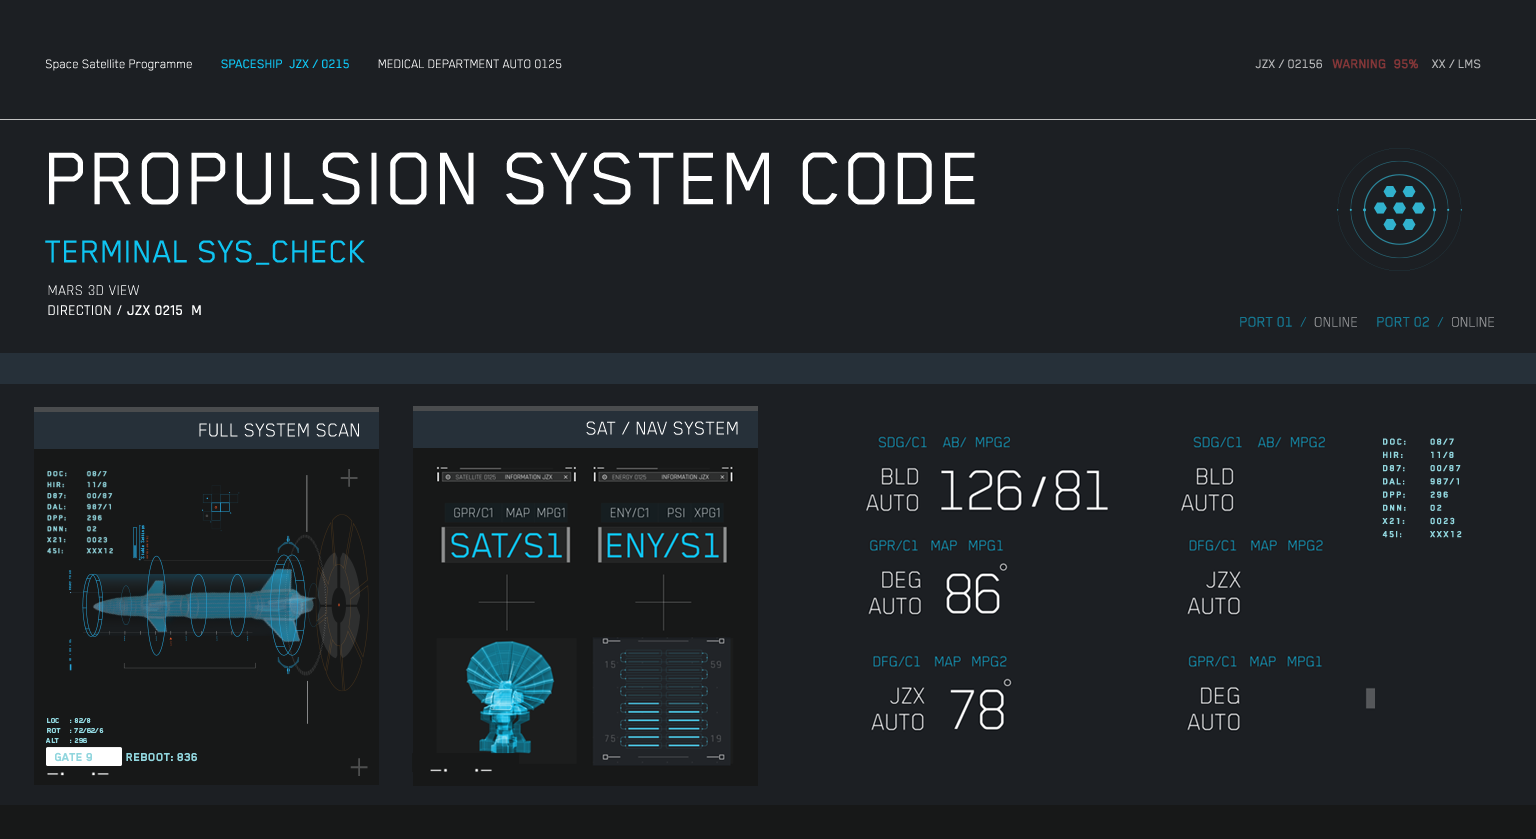 Space Satellite Programme SPACESHIP JZX / 0215 MEDICAL DEPARTMENT AUTO 0125
JZX / 02156 WARNING 95% XX / LMS
PROPULSION SYSTEM CODE
TERMINAL SYS_CHECK
MARS 3D VIEW
DIRECTION / JZX 0215 M
PORT 01 / ONLINE PORT 02 / ONLINE
FULL SYSTEM SCAN
DOC: 08/7
HIR: 11/8
D87: 00/87
DAL: 987/1
DPP: 296
DNN: 02
X21: 0023
45I: XXX12
LOC : 82/8
ROT : 72/62/6
ALT : 296
GATE 9 REBOOT: 836
SAT / NAV SYSTEM
SATELLITE 0125 INFORMATION JZX
ENERGY 0125 INFORMATION JZX
GPR/C1 MAP MPG1
SAT/S1
ENY/C1 PSI XPG1
ENY/S1
15 59
75 19
SDG/C1 AB/ MPG2
BLD
AUTO
126/81
GPR/C1 MAP MPG1
DEG
AUTO
86°
DFG/C1 MAP MPG2
JZX
AUTO
78°
SDG/C1 AB/ MPG2
BLD
AUTO
DFG/C1 MAP MPG2
JZX
AUTO
GPR/C1 MAP MPG1
DEG
AUTO
DOC: 08/7
HIR: 11/8
D87: 00/87
DAL: 987/1
DPP: 296
DNN: 02
X21: 0023
45I: XXX12